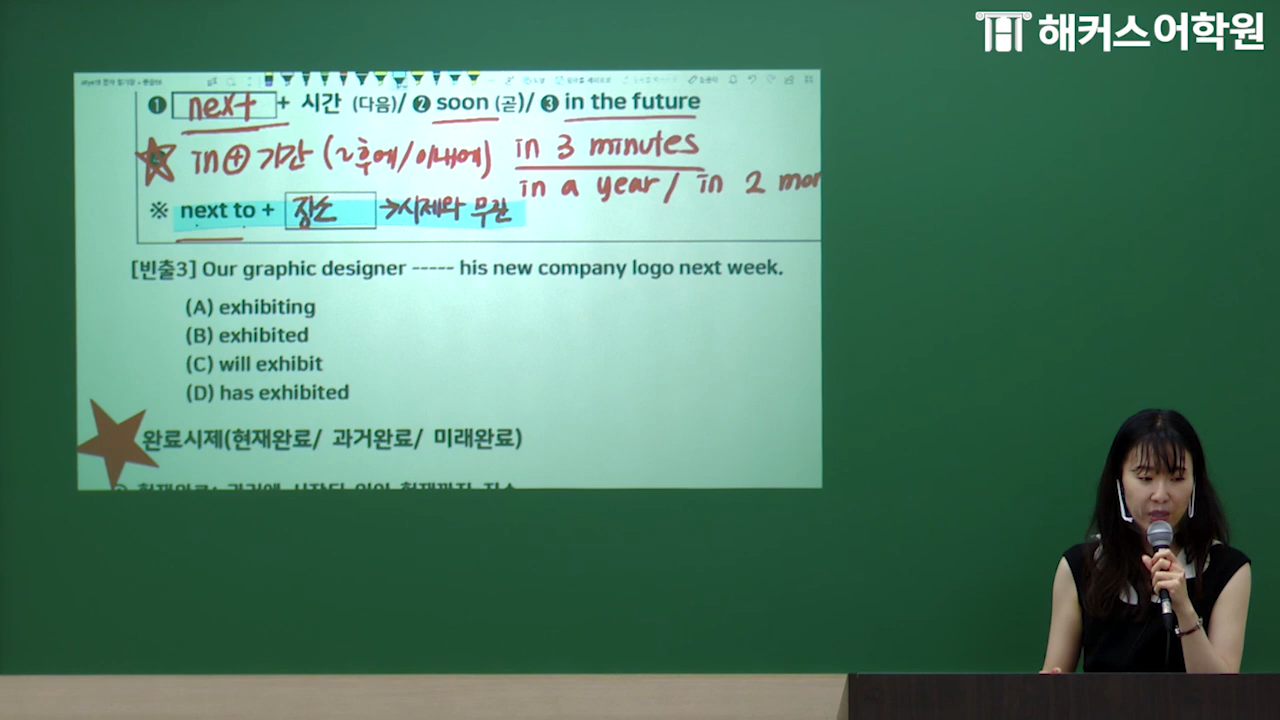 해커스어학원
❶ next + 시간 (다음)/ ❷ soon (곧)/ ❸ in the future
in ⊕ 기간 (~후에/이내에) in 3 minutes
in a year / in 2 mon
※ next to + 장소 →시제와 무관
[빈출3] Our graphic designer ----- his new company logo next week.
(A) exhibiting
(B) exhibited
(C) will exhibit
(D) has exhibited
완료시제(현재완료/ 과거완료/ 미래완료)